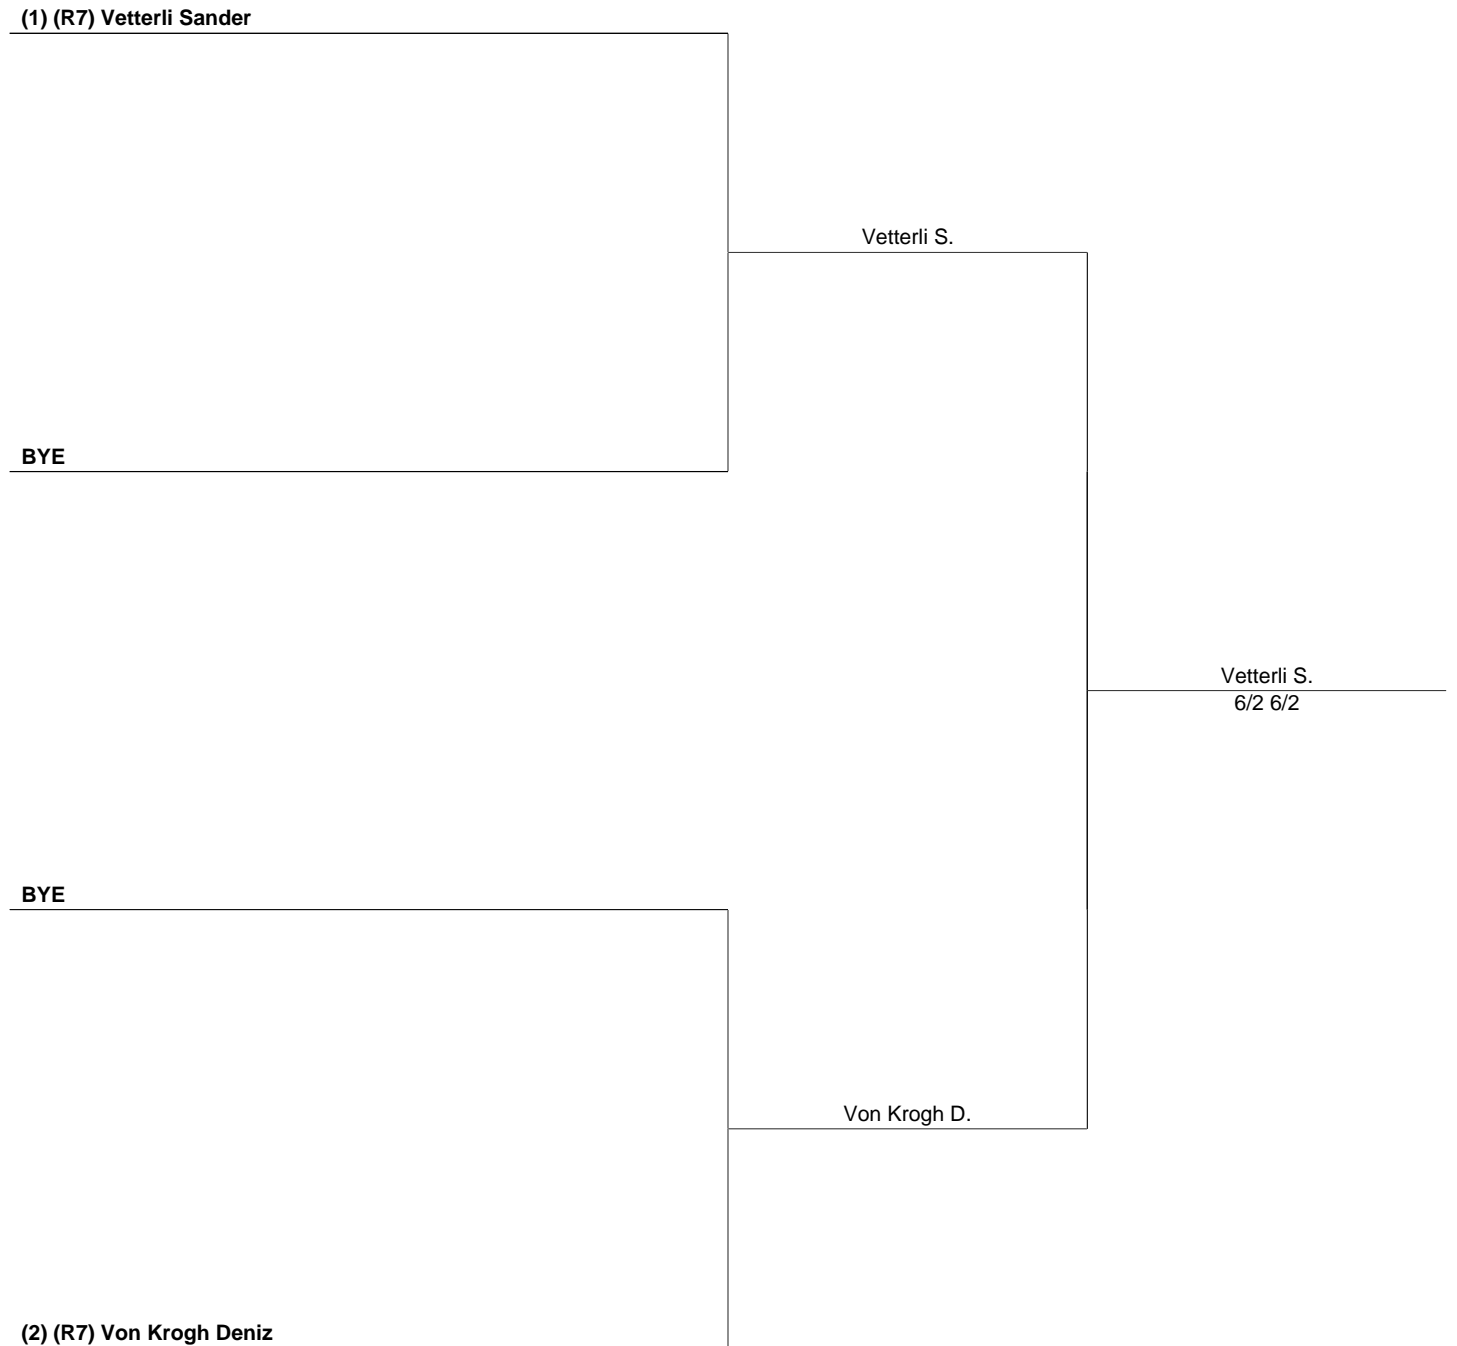 (1) (R7) Vetterli Sander
Vetterli S.
BYE
Vetterli S.
6/2 6/2
BYE
Von Krogh D.
(2) (R7) Von Krogh Deniz